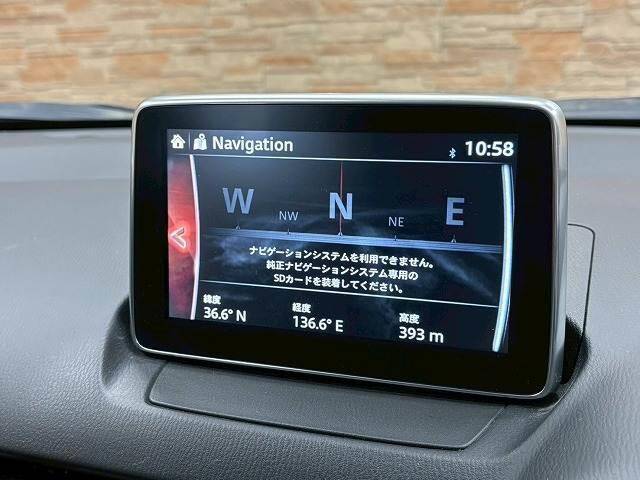 Navigation 10:58
W NW N NE E
ナビゲーションシステムを利用できません。
純正ナビゲーションシステム専用の
SDカードを装着してください。
緯度 経度 高度
36.6° N 136.6° E 393 m